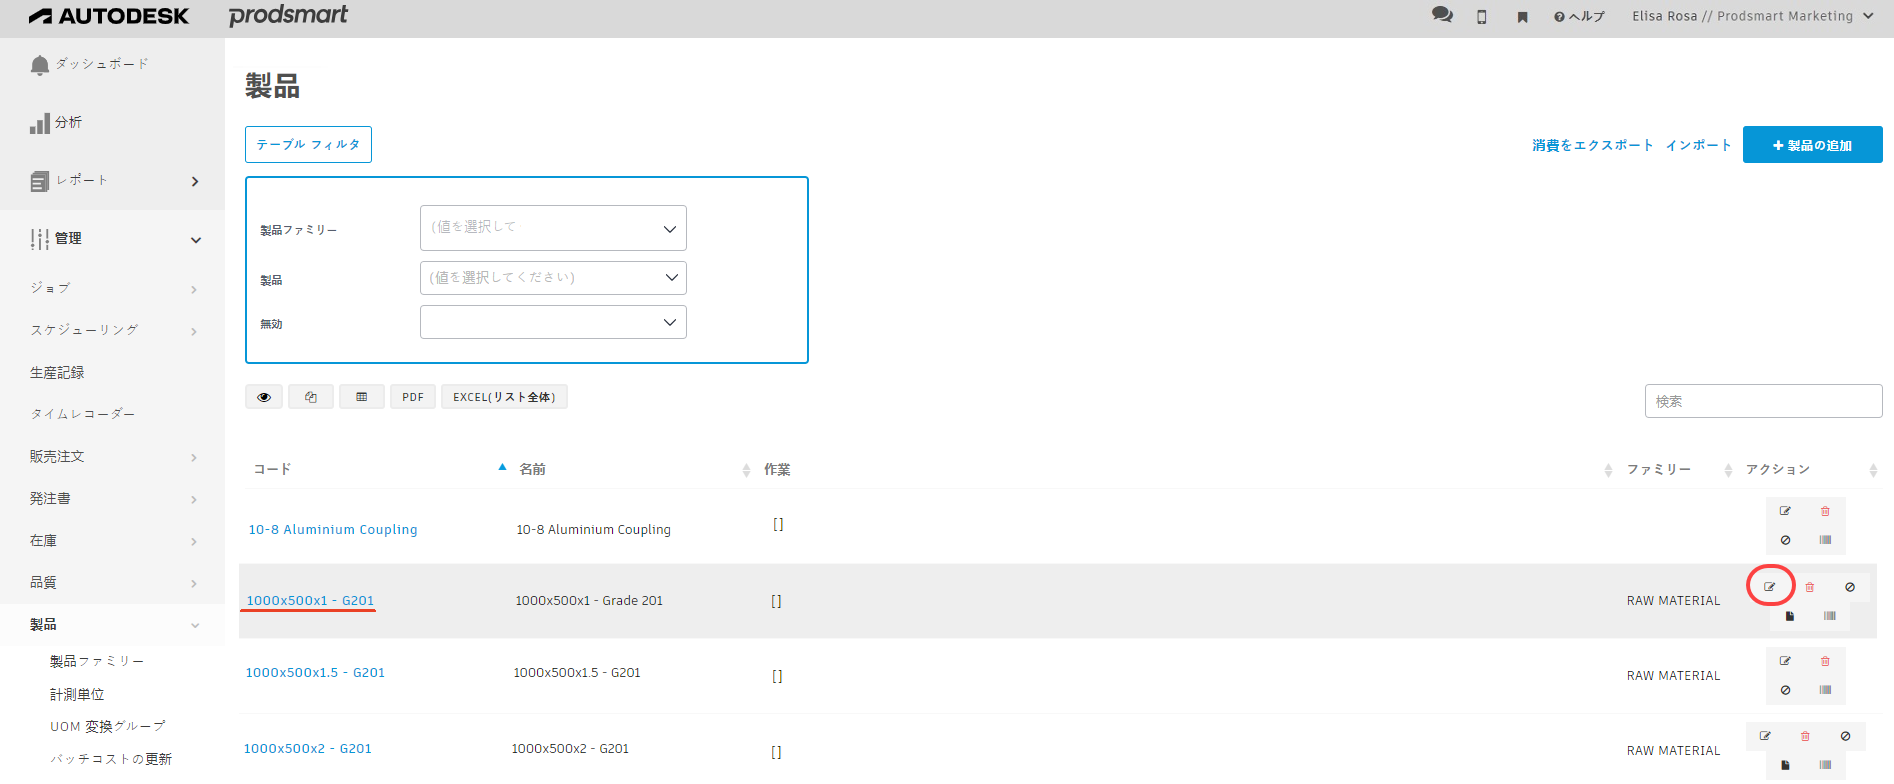 AUTODESK prodsmart ヘルプ Elisa Rosa // Prodsmart Marketing
ダッシュボード
分析
レポート
管理
ジョブ
スケジューリング
生産記録
タイムレコーダー
販売注文
発注書
在庫
品質
製品
製品ファミリー
計測単位
UOM 変換グループ
バッチコストの更新
製品
テーブル フィルタ 消費をエクスポート インポート 製品の追加
製品ファミリー (値を選択して
製品 (値を選択してください)
無効
PDF EXCEL(リスト全体) 検索
コード 名前 作業 ファミリー アクション
10-8 Aluminium Coupling 10-8 Aluminium Coupling []
1000x500x1 - G201 1000x500x1 - Grade 201 [] RAW MATERIAL
1000x500x1.5 - G201 1000x500x1.5 - G201 [] RAW MATERIAL
1000x500x2 - G201 1000x500x2 - G201 [] RAW MATERIAL